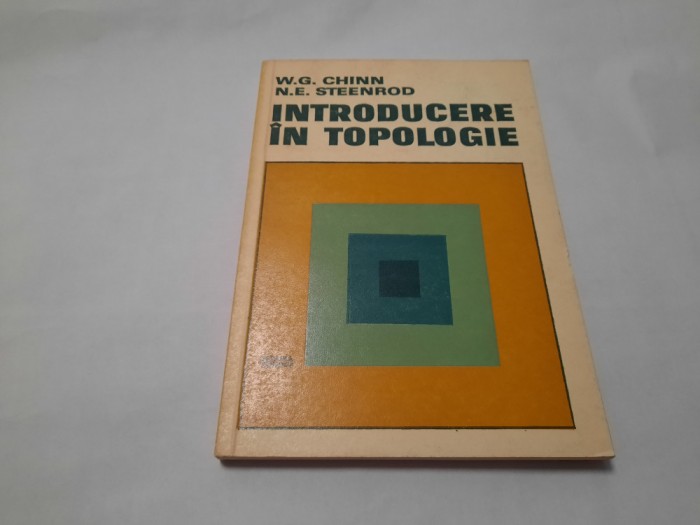 W.G. CHINN
N.E. STEENROD
INTRODUCERE
ÎN TOPOLOGIE